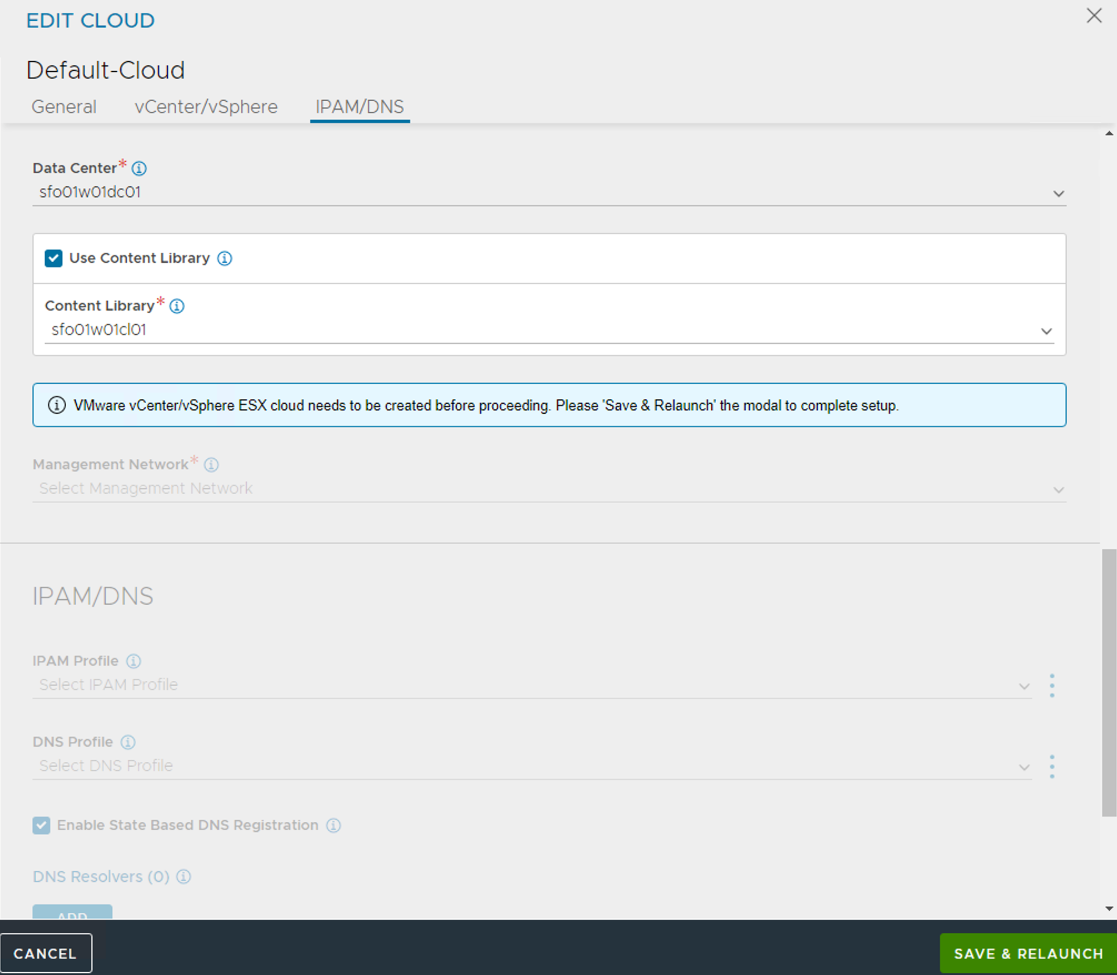 EDIT CLOUD
Default-Cloud
General vCenter/vSphere IPAM/DNS
Data Center*
sfo01w01dc01
Use Content Library
Content Library*
sfo01w01cl01
VMware vCenter/vSphere ESX cloud needs to be created before proceeding. Please 'Save & Relaunch' the modal to complete setup.
Management Network*
Select Management Network
IPAM/DNS
IPAM Profile
Select IPAM Profile
DNS Profile
Select DNS Profile
Enable State Based DNS Registration
DNS Resolvers (0)
ADD
CANCEL SAVE & RELAUNCH